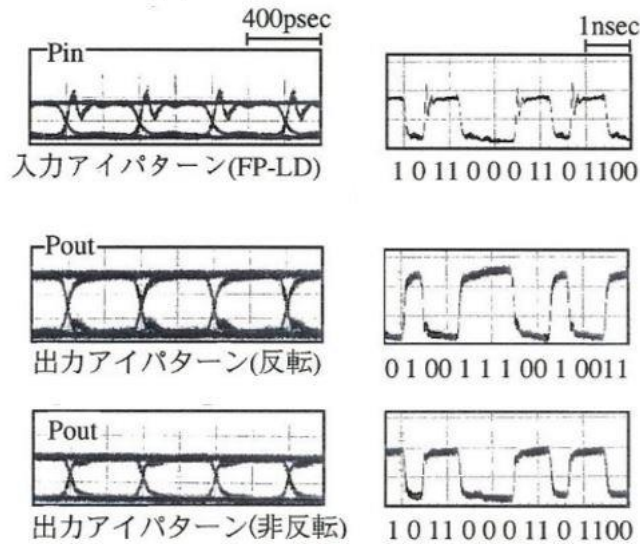 400psec
1nsec
Pin
入力アイパターン(FP-LD)
1 0 11 0 0 0 11 0 1100
Pout
出力アイパターン(反転)
0 1 00 1 1 1 00 1 0011
Pout
出力アイパターン(非反転)
1 0 11 0 0 0 11 0 1100